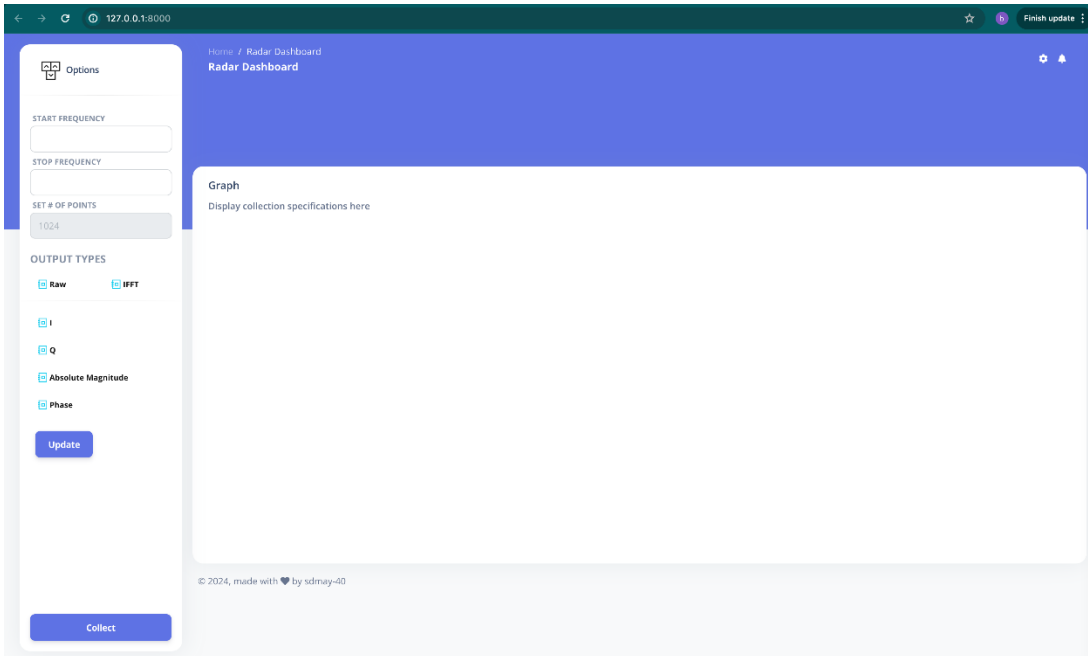 127.0.0.1:8000
b
Finish update
Options
START FREQUENCY
STOP FREQUENCY
SET # OF POINTS
1024
OUTPUT TYPES
Raw IFFT
I
Q
Absolute Magnitude
Phase
Update
Collect
Home / Radar Dashboard
Radar Dashboard
Graph
Display collection specifications here
© 2024, made with ♥ by sdmay-40